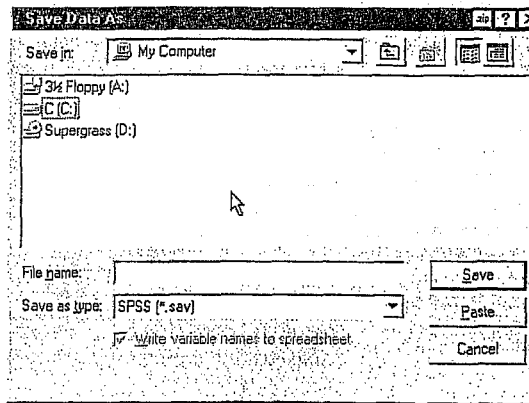 Save Data As
.zip ? X
Save in: My Computer
3½ Floppy (A:)
C (C:)
Supergrass (D:)
File name:
Save
Save as type: SPSS (*.sav)
Paste
Write variable names to spreadsheet
Cancel